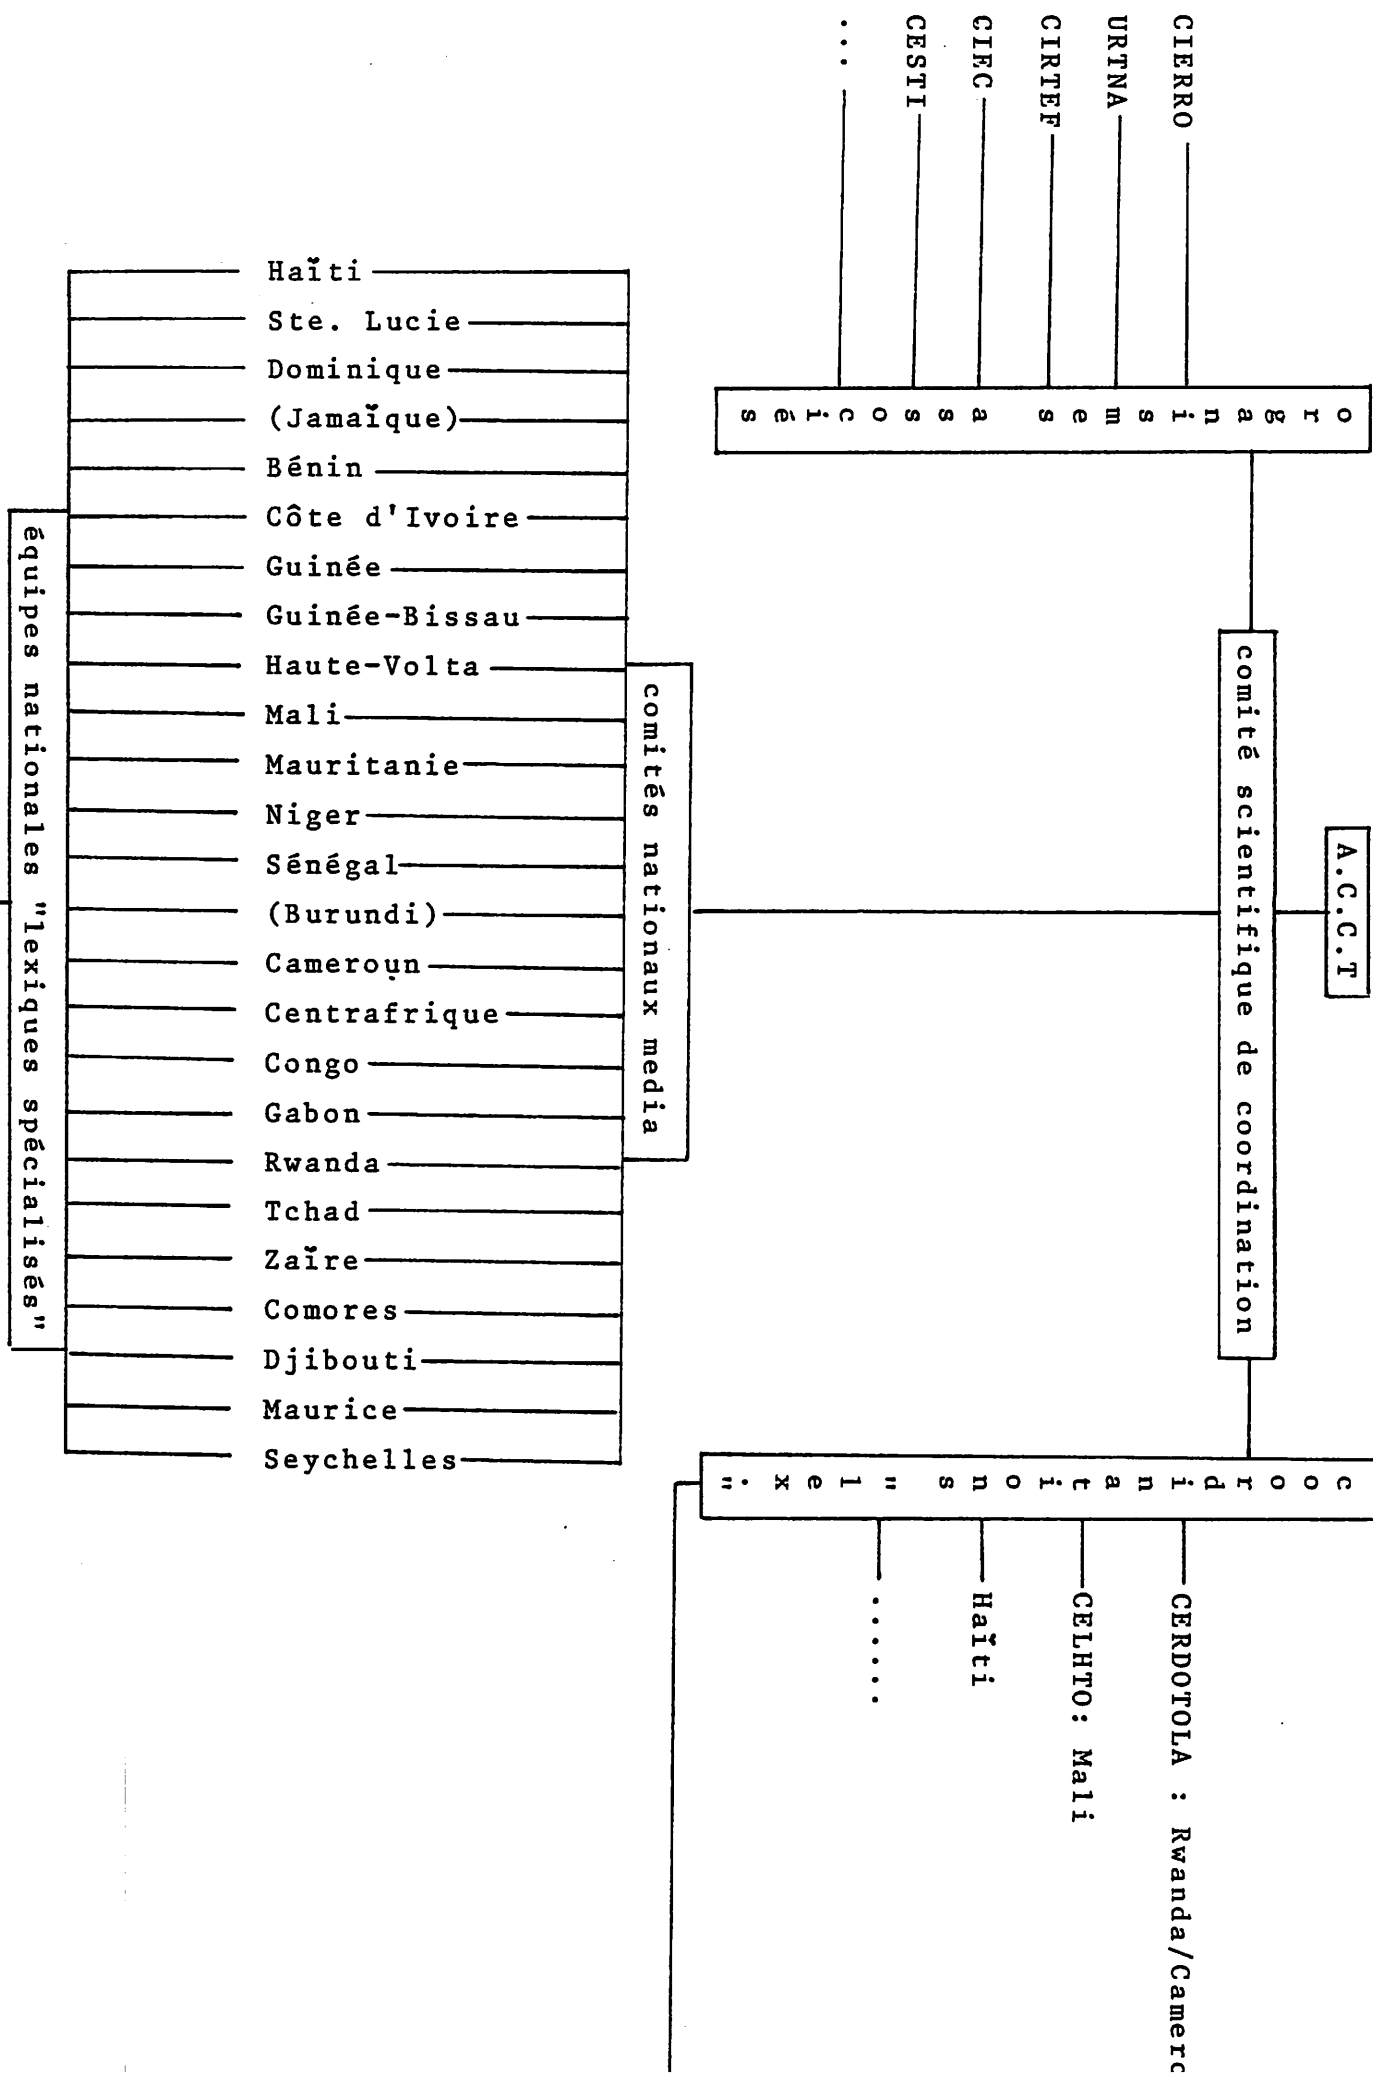 A.C.C.T
comité scientifique de coordination
organismes associés
CIERRO
URTNA
CIRTEF
CIEC
CESTI
...
coordinations "lex."
CERDOTOLA : Rwanda/Camero
CELHTO: Mali
Haïti
......
comités nationaux media
Haïti
Ste. Lucie
Dominique
(Jamaïque)
Bénin
Côte d'Ivoire
Guinée
Guinée-Bissau
Haute-Volta
Mali
Mauritanie
Niger
Sénégal
(Burundi)
Cameroun
Centrafrique
Congo
Gabon
Rwanda
Tchad
Zaïre
Comores
Djibouti
Maurice
Seychelles
équipes nationales "lexiques spécialisés"